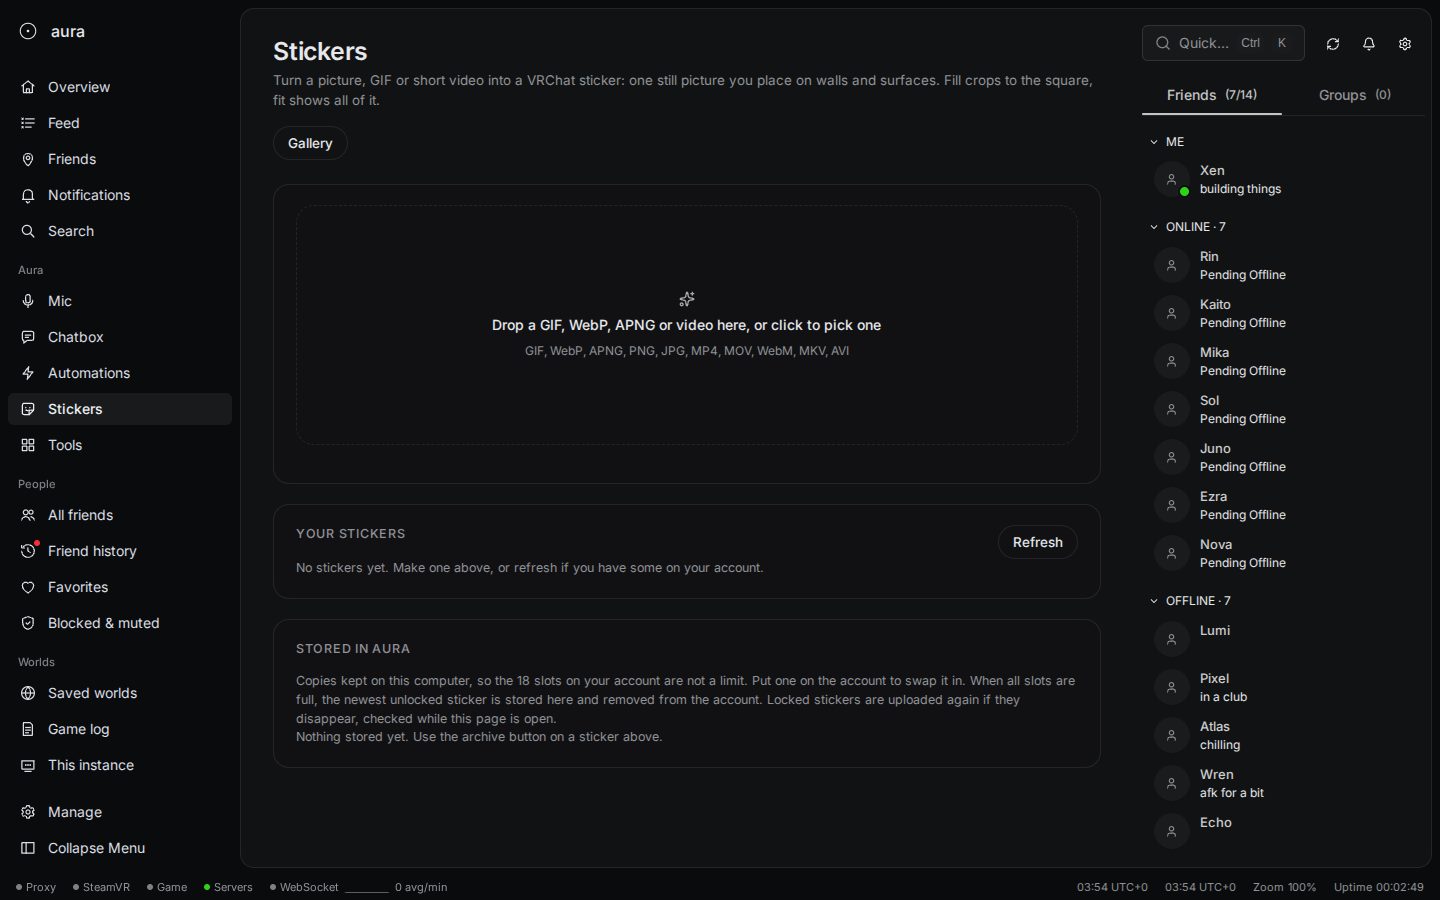 aura
Overview
Feed
Friends
Notifications
Search
Aura
Mic
Chatbox
Automations
Stickers
Tools
People
All friends
Friend history
Favorites
Blocked & muted
Worlds
Saved worlds
Game log
This instance
Manage
Collapse Menu
Stickers
Turn a picture, GIF or short video into a VRChat sticker: one still picture you place on walls and surfaces. Fill crops to the square,
fit shows all of it.
Gallery
Drop a GIF, WebP, APNG or video here, or click to pick one
GIF, WebP, APNG, PNG, JPG, MP4, MOV, WebM, MKV, AVI
YOUR STICKERS
Refresh
No stickers yet. Make one above, or refresh if you have some on your account.
STORED IN AURA
Copies kept on this computer, so the 18 slots on your account are not a limit. Put one on the account to swap it in. When all slots are
full, the newest unlocked sticker is stored here and removed from the account. Locked stickers are uploaded again if they
disappear, checked while this page is open.
Nothing stored yet. Use the archive button on a sticker above.
Quick... Ctrl K
Friends (7/14) Groups (0)
ME
Xen
building things
ONLINE · 7
Rin
Pending Offline
Kaito
Pending Offline
Mika
Pending Offline
Sol
Pending Offline
Juno
Pending Offline
Ezra
Pending Offline
Nova
Pending Offline
OFFLINE · 7
Lumi
Pixel
in a club
Atlas
chilling
Wren
afk for a bit
Echo
Proxy SteamVR Game Servers WebSocket 0 avg/min 03:54 UTC+0 03:54 UTC+0 Zoom 100% Uptime 00:02:49